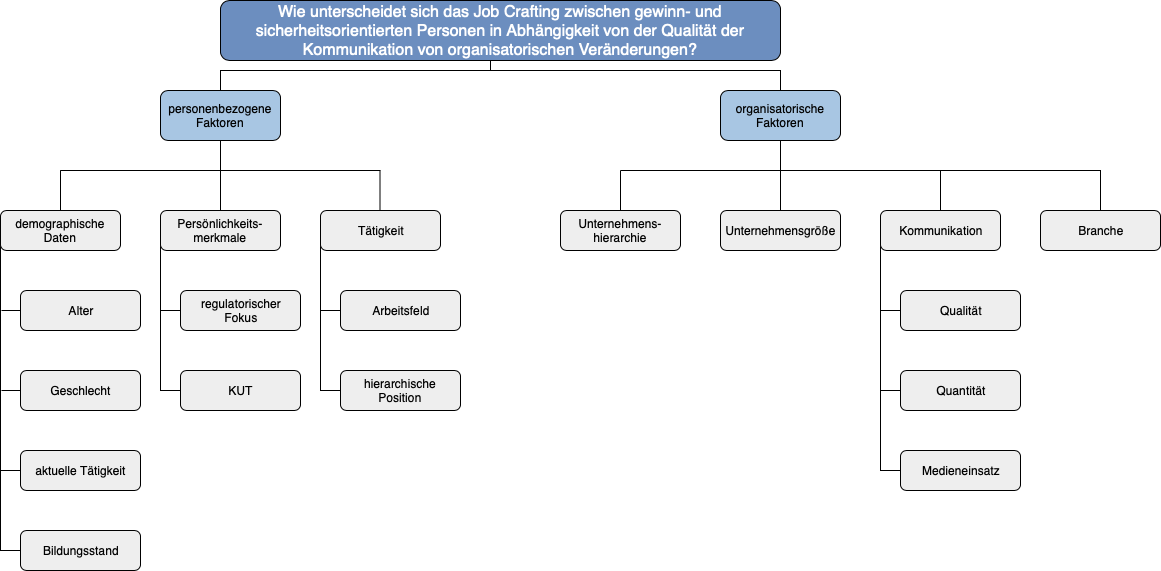 Wie unterscheidet sich das Job Crafting zwischen gewinn- und
sicherheitsorientierten Personen in Abhängigkeit von der Qualität der
Kommunikation von organisatorischen Veränderungen?
personenbezogene
Faktoren
organisatorische
Faktoren
demographische
Daten
Persönlichkeits-
merkmale
Tätigkeit
Unternehmens-
hierarchie
Unternehmensgröße
Kommunikation
Branche
Alter
regulatorischer
Fokus
Arbeitsfeld
Qualität
Geschlecht
KUT
hierarchische
Position
Quantität
aktuelle Tätigkeit
Medieneinsatz
Bildungsstand